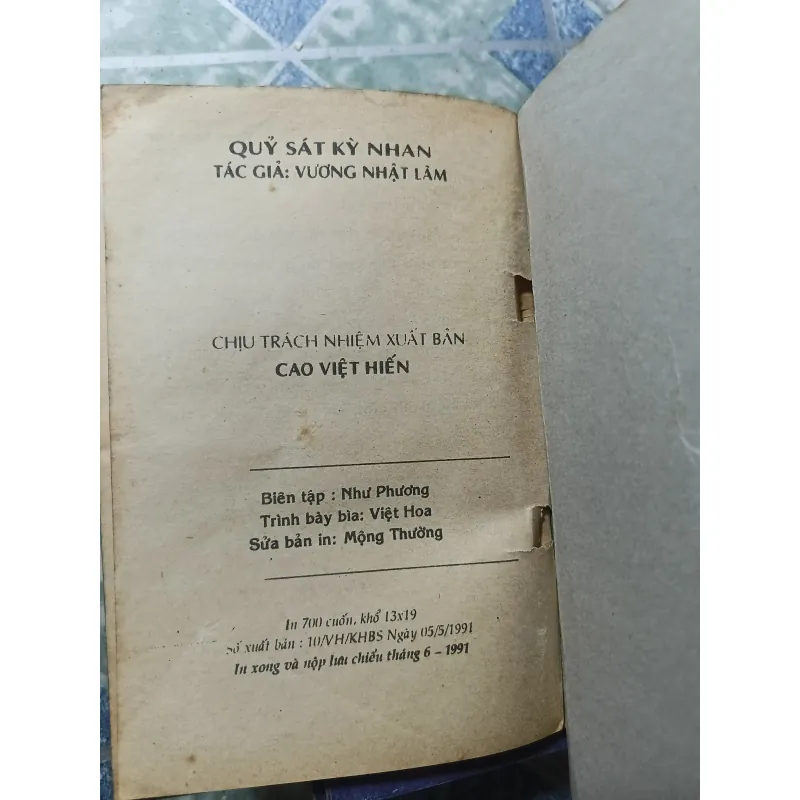 QUỶ SÁT KỲ NHAN
TÁC GIẢ: VƯƠNG NHẬT LẢM
CHỊU TRÁCH NHIỆM XUẤT BẢN
CAO VIỆT HIẾN
Biên tập : Như Phương
Trình bày bìa: Việt Hoa
Sửa bản in: Mộng Thường
In 700 cuốn, khổ 13x19
Số xuất bản : 10/VH/KHBS Ngày 05/5/1991
In xong và nộp lưu chiểu tháng 6 – 1991